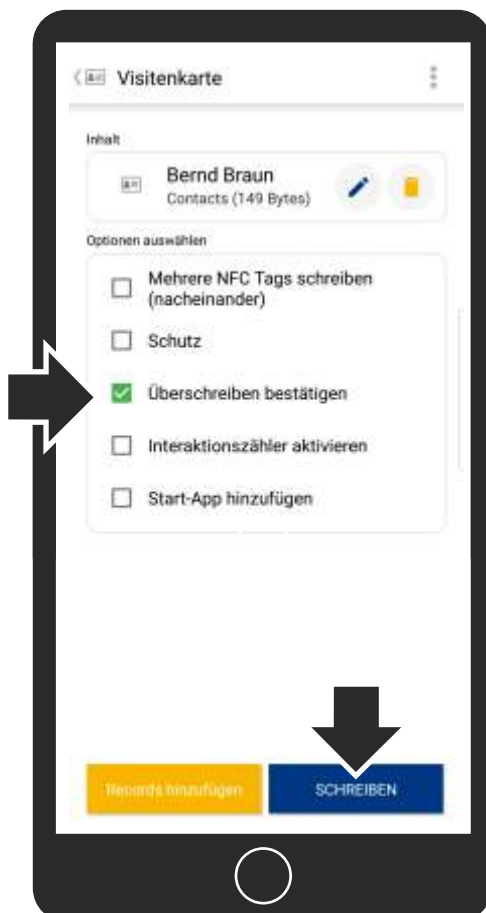 Visitenkarte
Inhalt
Bernd Braun
Contacts (149 Bytes)
Optionen auswählen
Mehrere NFC Tags schreiben
(nacheinander)
Schutz
Überschreiben bestätigen
Interaktionszähler aktivieren
Start-App hinzufügen
Records hinzufügen
SCHREIBEN